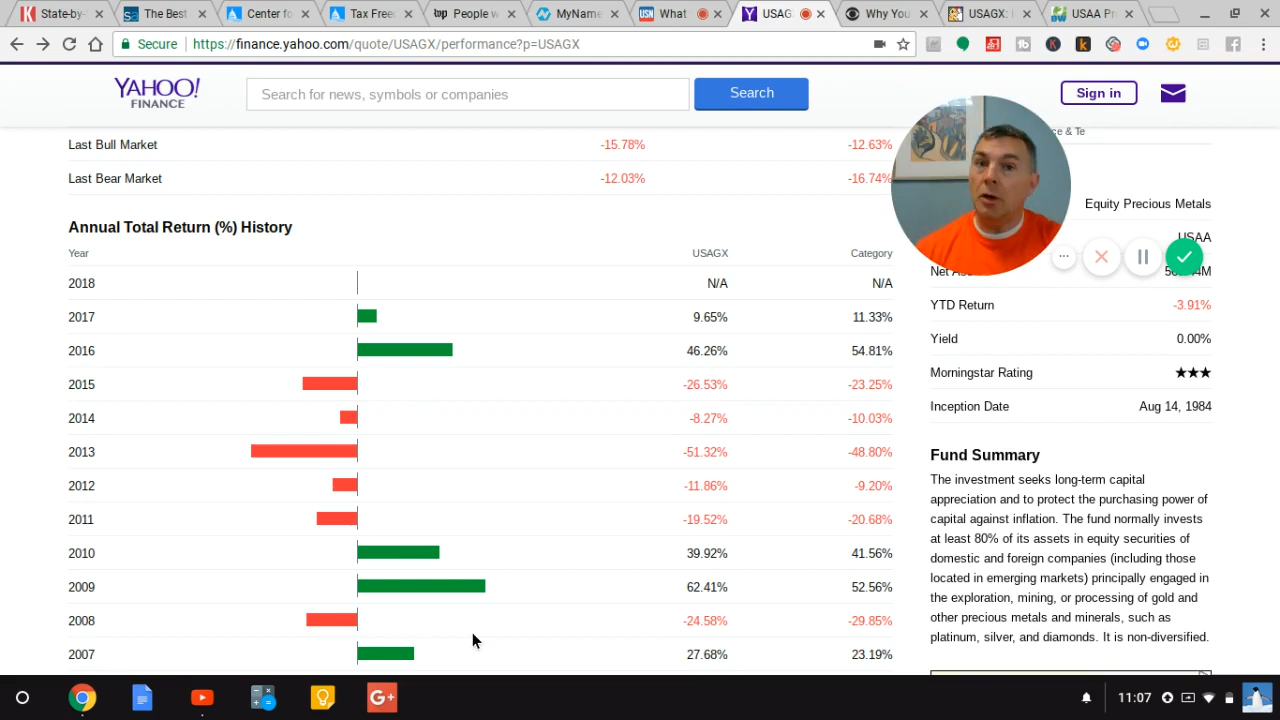 State-by-
The Best
Center fo
Tax Free
People w
MyName
What
USAG
Why You
USAGX: 
USAA Pr
Secure
https://finance.yahoo.com/quote/USAGX/performance?p=USAGX
YAHOO!
FINANCE
Search for news, symbols or companies
Search
Sign in
ce & Te
Last Bull Market -15.78% -12.63%
Last Bear Market -12.03% -16.74%
Annual Total Return (%) History
Year USAGX Category
2018 N/A N/A
2017 9.65% 11.33%
2016 46.26% 54.81%
2015 -26.53% -23.25%
2014 -8.27% -10.03%
2013 -51.32% -48.80%
2012 -11.86% -9.20%
2011 -19.52% -20.68%
2010 39.92% 41.56%
2009 62.41% 52.56%
2008 -24.58% -29.85%
2007 27.68% 23.19%
Equity Precious Metals
USAA
Net
YTD Return -3.91%
Yield 0.00%
Morningstar Rating ★★★
Inception Date Aug 14, 1984
Fund Summary
The investment seeks long-term capital
appreciation and to protect the purchasing power of
capital against inflation. The fund normally invests
at least 80% of its assets in equity securities of
domestic and foreign companies (including those
located in emerging markets) principally engaged in
the exploration, mining, or processing of gold and
other precious metals and minerals, such as
platinum, silver, and diamonds. It is non-diversified.
11:07